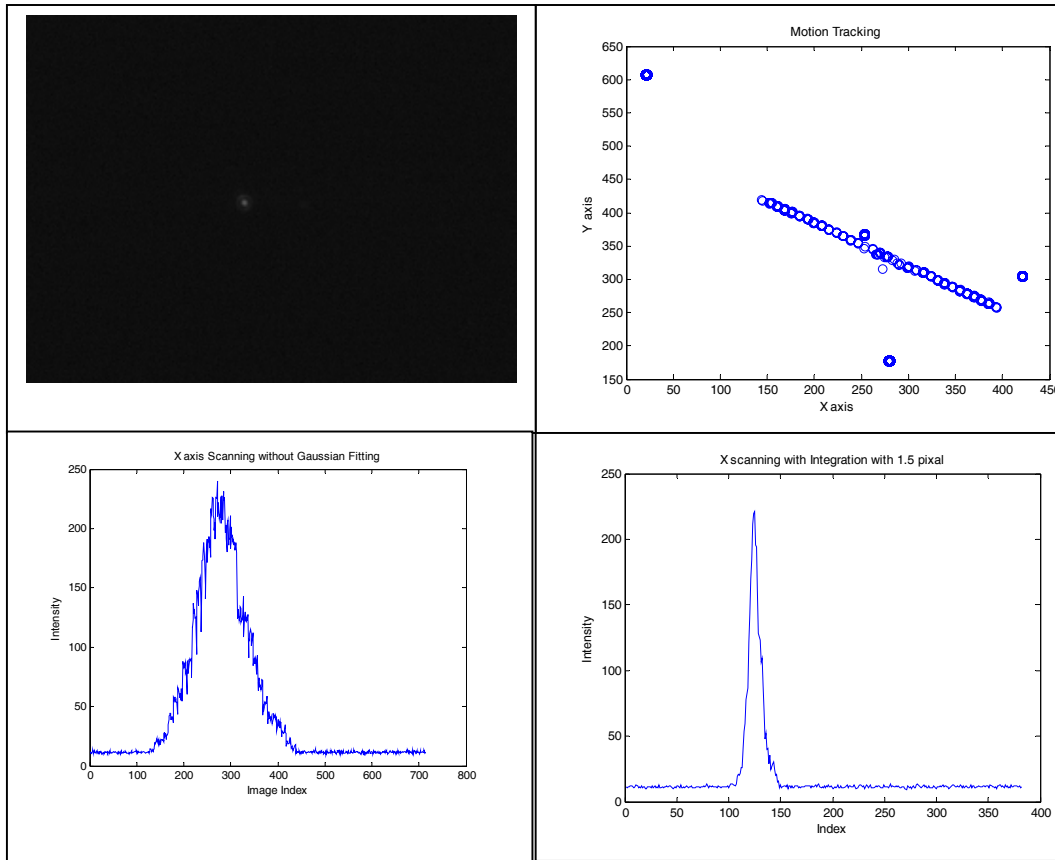 Motion Tracking
650
600
550
500
450
400
350
300
250
200
150
Y axis
0 50 100 150 200 250 300 350 400 450
X axis
X axis Scanning without Gaussian Fitting
250
200
150
100
50
0
Intensity
0 100 200 300 400 500 600 700 800
Image Index
X scanning with Integration with 1.5 pixal
250
200
150
100
50
0
Intensity
0 50 100 150 200 250 300 350 400
Index